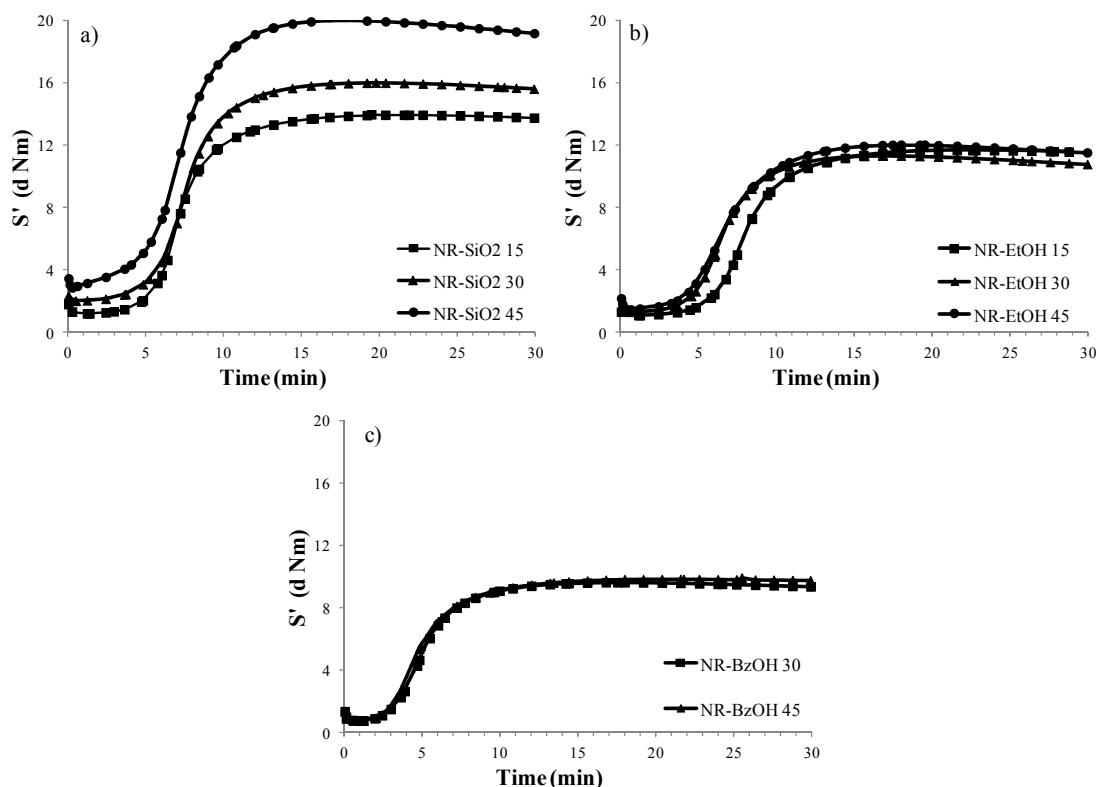 a)
20
16
12
8
4
0
S' (d Nm)
NR-SiO2 15
NR-SiO2 30
NR-SiO2 45
0 5 10 15 20 25 30
Time (min)
b)
20
16
12
8
4
0
S' (d Nm)
NR-EtOH 15
NR-EtOH 30
NR-EtOH 45
0 5 10 15 20 25 30
Time (min)
c)
20
16
12
8
4
0
S' (d Nm)
NR-BzOH 30
NR-BzOH 45
0 5 10 15 20 25 30
Time (min)